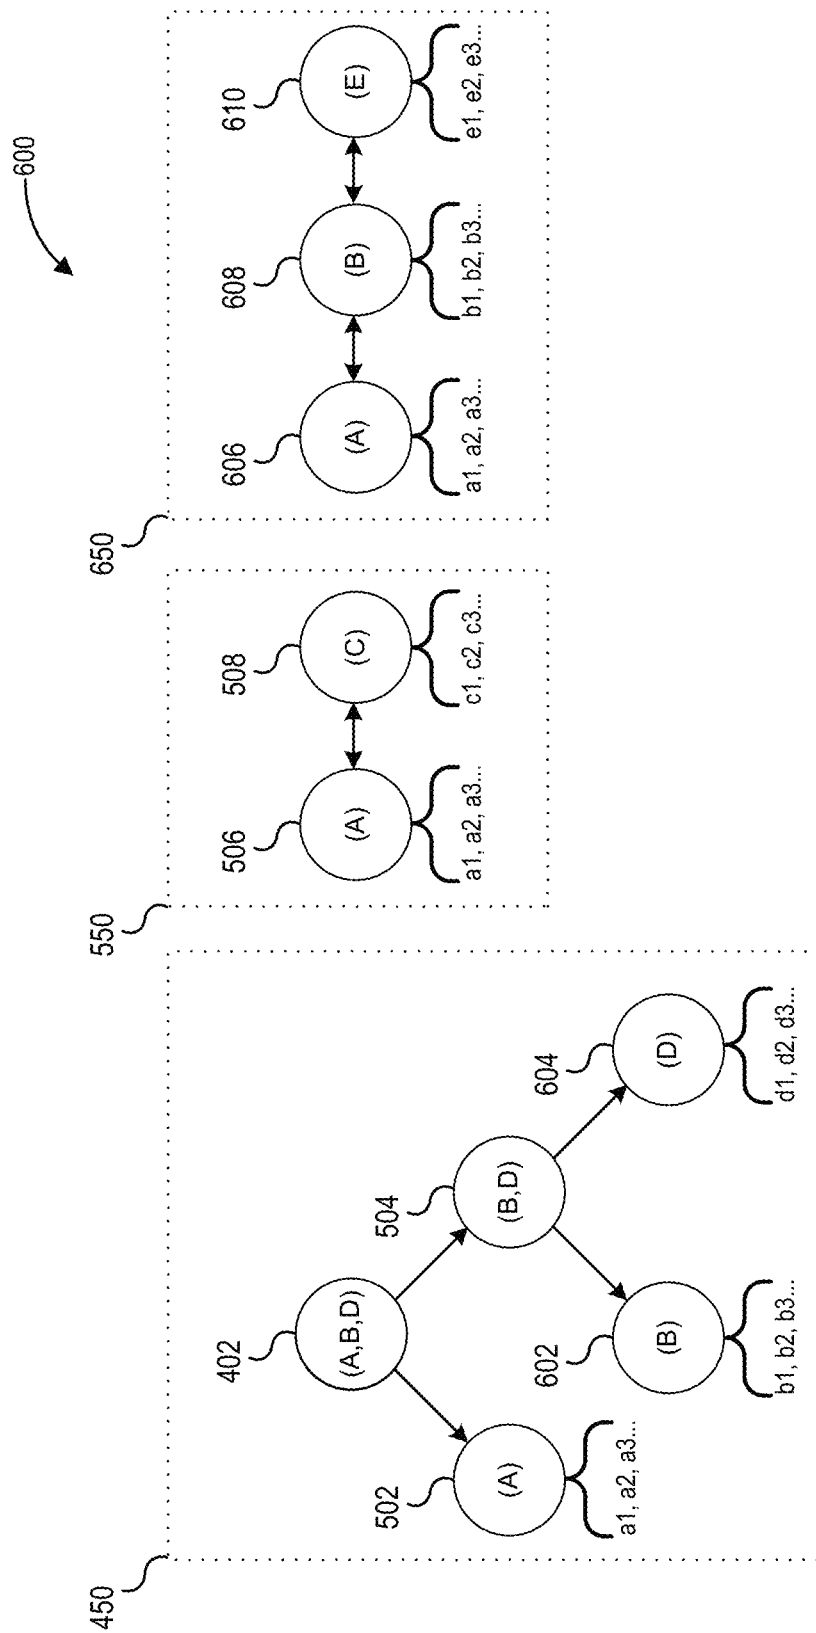 600
450
402
(A,B,D)
502
(A)
a1, a2, a3...
504
(B,D)
602
(B)
b1, b2, b3...
604
(D)
d1, d2, d3...
550
506
(A)
a1, a2, a3...
508
(C)
c1, c2, c3...
650
606
(A)
a1, a2, a3...
608
(B)
b1, b2, b3...
610
(E)
e1, e2, e3...